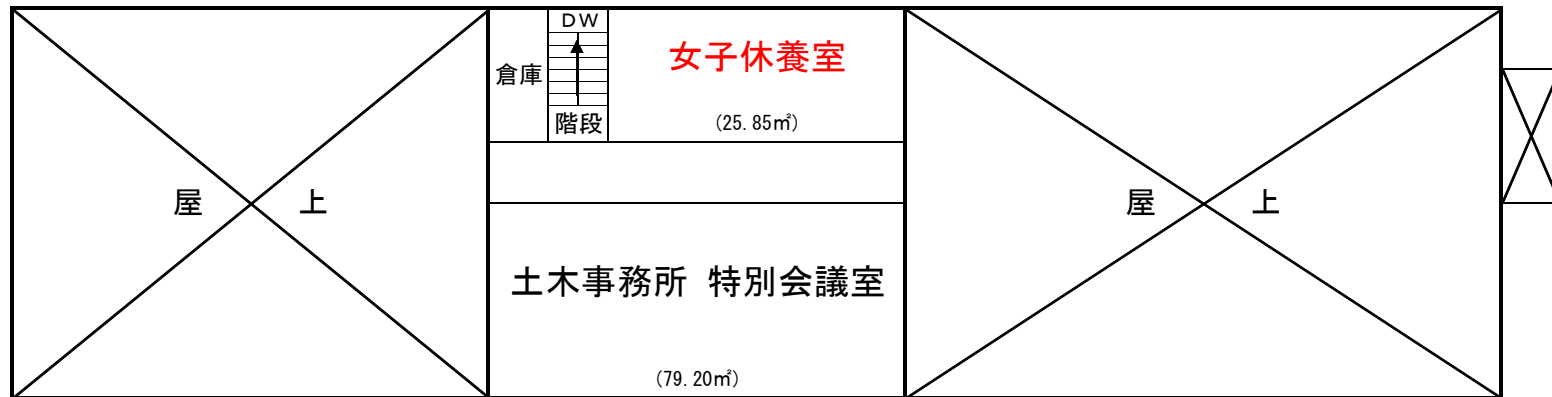 DW
倉庫
女子休養室
階段
(25.85㎡)
屋 上
屋 上
土木事務所 特別会議室
(79.20㎡)